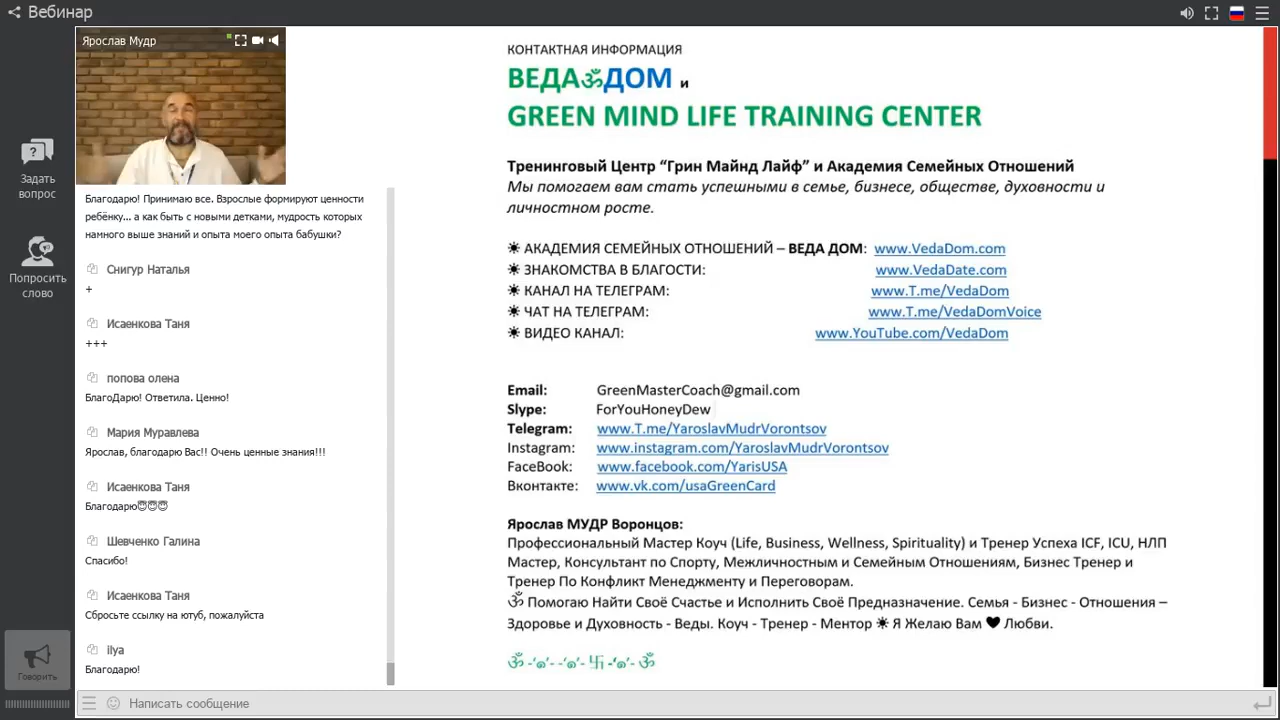 Вебинар
Ярослав Мудр
Задать
вопрос
Попросить
слово
Говорить
Благодарю! Принимаю все. Взрослые формируют ценности
ребёнку... а как быть с новыми детками, мудрость которых
намного выше знаний и опыта моего опыта бабушки?
Снигур Наталья
+
Исаенкова Таня
+++
попова олена
БлагоДарю! Ответила. Ценно!
Мария Муравлева
Ярослав, благодарю Вас!! Очень ценные знания!!!
Исаенкова Таня
Благодарю😇😇😇
Шевченко Галина
Спасибо!
Исаенкова Таня
Сбросьте ссылку на ютуб, пожалуйста
ilya
Благодарю!
Написать сообщение
КОНТАКТНАЯ ИНФОРМАЦИЯ
ВЕДАॐДОМ и
GREEN MIND LIFE TRAINING CENTER
Тренинговый Центр “Грин Майнд Лайф” и Академия Семейных Отношений
Мы помогаем вам стать успешными в семье, бизнесе, обществе, духовности и
личностном росте.
☀ АКАДЕМИЯ СЕМЕЙНЫХ ОТНОШЕНИЙ – ВЕДА ДОМ: www.VedaDom.com
☀ ЗНАКОМСТВА В БЛАГОСТИ: www.VedaDate.com
☀ КАНАЛ НА ТЕЛЕГРАМ: www.T.me/VedaDom
☀ ЧАТ НА ТЕЛЕГРАМ: www.T.me/VedaDomVoice
☀ ВИДЕО КАНАЛ: www.YouTube.com/VedaDom
Email: GreenMasterCoach@gmail.com
Slype: ForYouHoneyDew
Telegram: www.T.me/YaroslavMudrVorontsov
Instagram: www.instagram.com/YaroslavMudrVorontsov
FaceBook: www.facebook.com/YarisUSA
Вконтакте: www.vk.com/usaGreenCard
Ярослав МУДР Воронцов:
Профессиональный Мастер Коуч (Life, Business, Wellness, Spirituality) и Тренер Успеха ICF, ICU, НЛП
Мастер, Консультант по Спорту, Межличностным и Семейным Отношениям, Бизнес Тренер и
Тренер По Конфликт Менеджменту и Переговорам.
ॐ Помогаю Найти Своё Счастье и Исполнить Своё Предназначение. Семья - Бизнес - Отношения –
Здоровье и Духовность - Веды. Коуч - Тренер - Ментор ☀ Я Желаю Вам ♥ Любви.
ॐ -‘๑’- -‘๑’- 卐 -‘๑’- ॐ